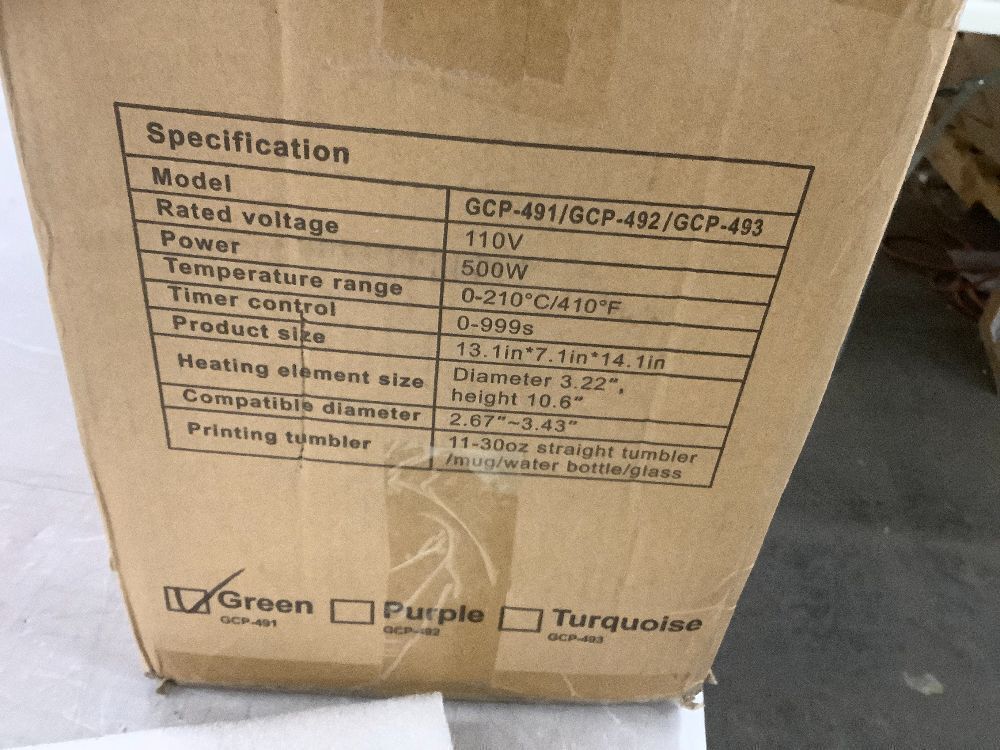 Specification
Model GCP-491/GCP-492/GCP-493
Rated voltage 110V
Power 500W
Temperature range 0-210°C/410°F
Timer control 0-999s
Product size 13.1in*7.1in*14.1in
Heating element size Diameter 3.22″,
height 10.6″
Compatible diameter 2.67″~3.43″
Printing tumbler 11-30oz straight tumbler
/mug/water bottle/glass
Green Purple Turquoise
GCP-491 GCP-492 GCP-493